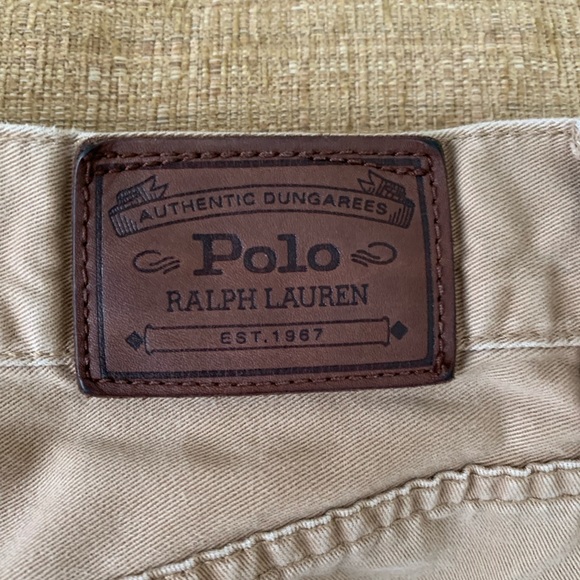 AUTHENTIC DUNGAREES
Polo
RALPH LAUREN
EST. 1967